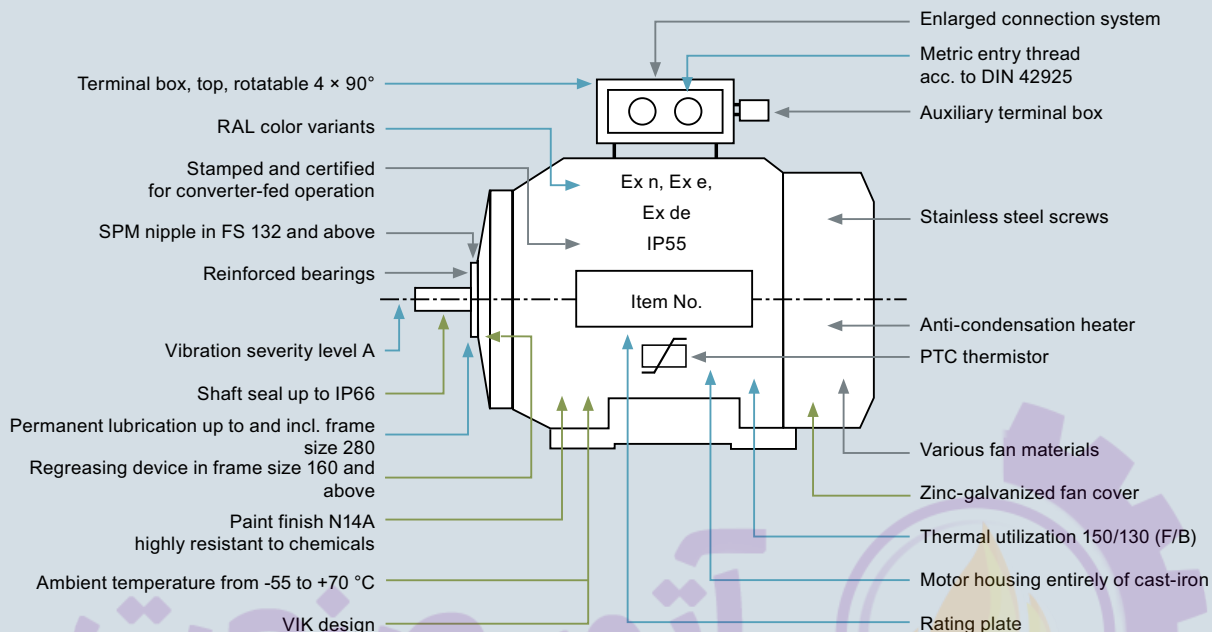 Terminal box, top, rotatable 4 × 90°
RAL color variants
Stamped and certified
for converter-fed operation
SPM nipple in FS 132 and above
Reinforced bearings
Vibration severity level A
Shaft seal up to IP66
Permanent lubrication up to and incl. frame
size 280
Regreasing device in frame size 160 and
above
Paint finish N14A
highly resistant to chemicals
Ambient temperature from -55 to +70 °C
VIK design
Ex n, Ex e,
Ex de
IP55
Item No.
Enlarged connection system
Metric entry thread
acc. to DIN 42925
Auxiliary terminal box
Stainless steel screws
Anti-condensation heater
PTC thermistor
Various fan materials
Zinc-galvanized fan cover
Thermal utilization 150/130 (F/B)
Motor housing entirely of cast-iron
Rating plate